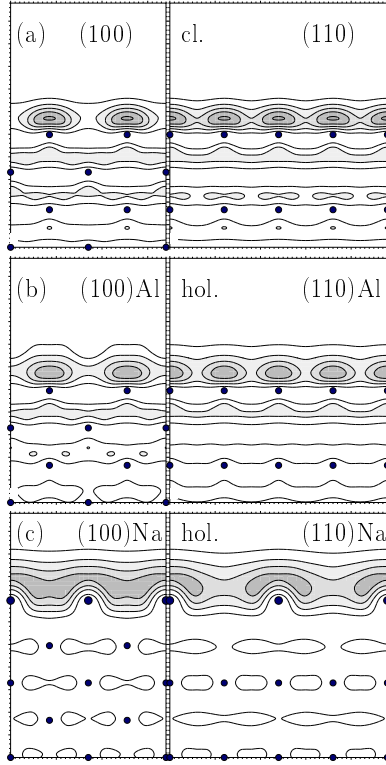 (a) (100) cl. (110)
(b) (100)Al hol. (110)Al
(c) (100)Na hol. (110)Na